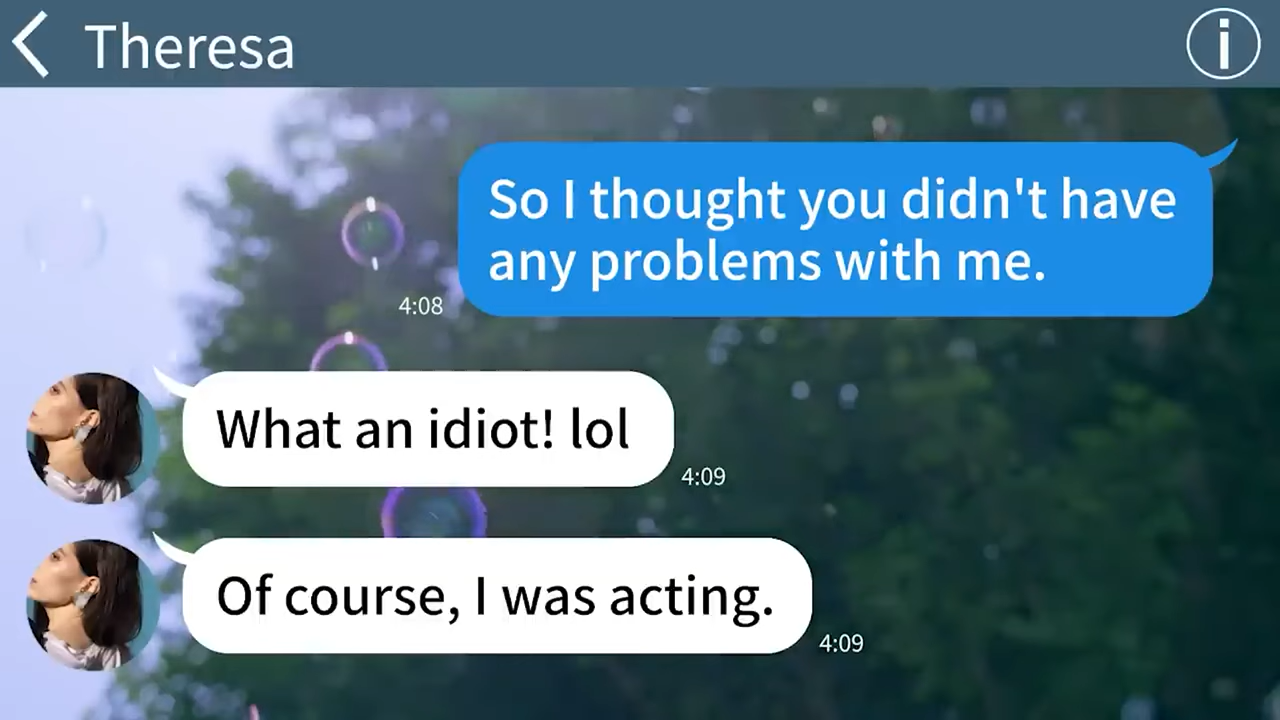 Theresa
So I thought you didn't have
any problems with me.
4:08
What an idiot! lol
4:09
Of course, I was acting.
4:09